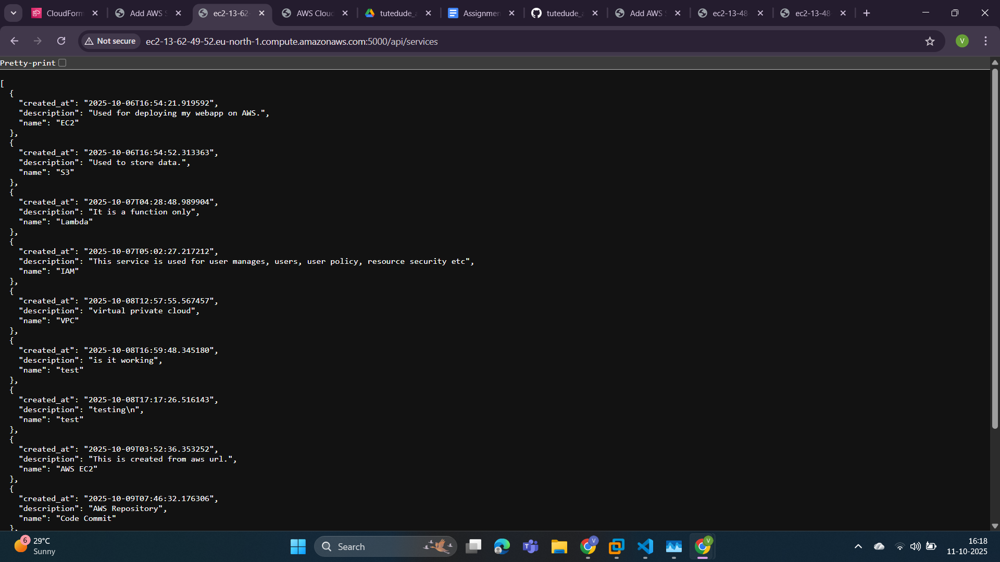 CloudForm
Add AWS S
ec2-13-62-
AWS Clou
tutedude_a
Assignmen
tutedude_a
Add AWS S
ec2-13-48-
ec2-13-48-
Not secure
ec2-13-62-49-52.eu-north-1.compute.amazonaws.com:5000/api/services
V
Pretty-print
[
  {
    "created_at": "2025-10-06T16:54:21.919592",
    "description": "Used for deploying my webapp on AWS.",
    "name": "EC2"
  },
  {
    "created_at": "2025-10-06T16:54:52.313363",
    "description": "Used to store data.",
    "name": "S3"
  },
  {
    "created_at": "2025-10-07T04:28:48.989904",
    "description": "It is a function only",
    "name": "Lambda"
  },
  {
    "created_at": "2025-10-07T05:02:27.217212",
    "description": "This service is used for user manages, users, user policy, resource security etc",
    "name": "IAM"
  },
  {
    "created_at": "2025-10-08T12:57:55.567457",
    "description": "virtual private cloud",
    "name": "VPC"
  },
  {
    "created_at": "2025-10-08T16:59:48.345180",
    "description": "is it working",
    "name": "test"
  },
  {
    "created_at": "2025-10-08T17:17:26.516143",
    "description": "testing\n",
    "name": "test"
  },
  {
    "created_at": "2025-10-09T03:52:36.353252",
    "description": "This is created from aws url.",
    "name": "AWS EC2"
  },
  {
    "created_at": "2025-10-09T07:46:32.176306",
    "description": "AWS Repository",
    "name": "Code Commit"
  },
6
29°C
Sunny
Search
V
V
16:18
11-10-2025